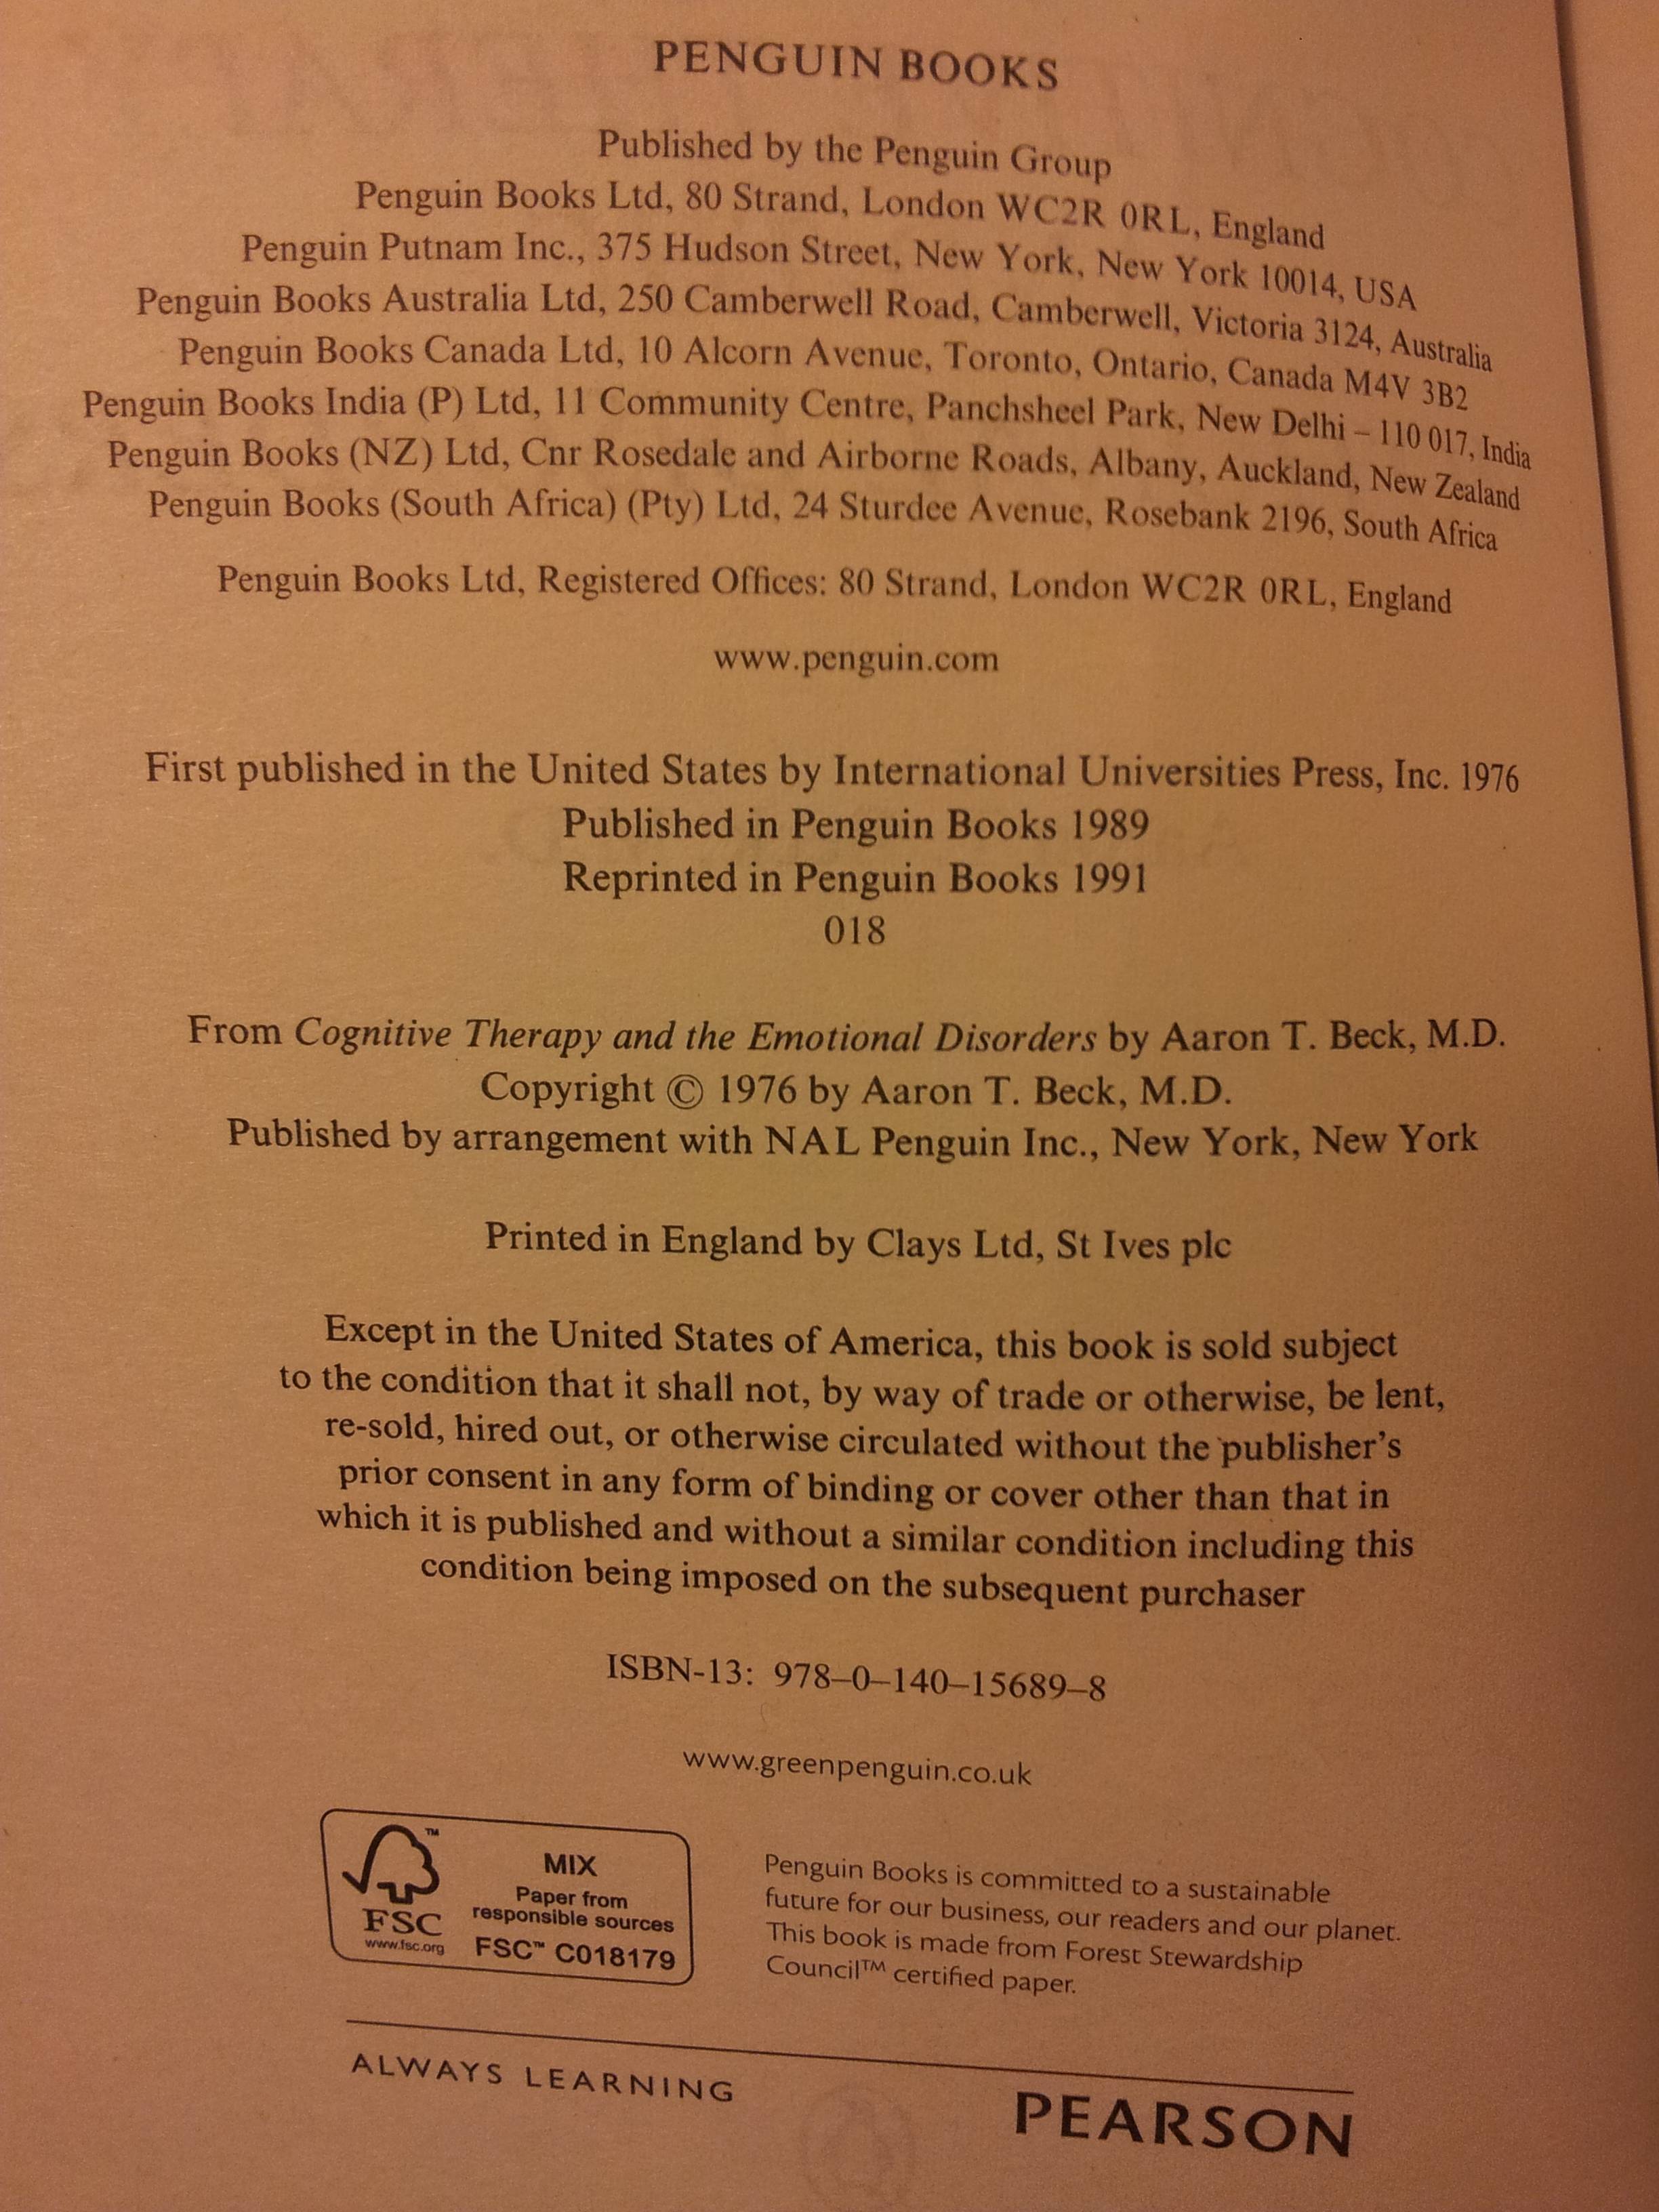 PENGUIN BOOKS
Published by the Penguin Group
Penguin Books Ltd, 80 Strand, London WC2R 0RL, England
Penguin Putnam Inc., 375 Hudson Street, New York, New York 10014, USA
Penguin Books Australia Ltd, 250 Camberwell Road, Camberwell, Victoria 3124, Australia
Penguin Books Canada Ltd, 10 Alcorn Avenue, Toronto, Ontario, Canada M4V 3B2
Penguin Books India (P) Ltd, 11 Community Centre, Panchsheel Park, New Delhi – 110 017, India
Penguin Books (NZ) Ltd, Cnr Rosedale and Airborne Roads, Albany, Auckland, New Zealand
Penguin Books (South Africa) (Pty) Ltd, 24 Sturdee Avenue, Rosebank 2196, South Africa
Penguin Books Ltd, Registered Offices: 80 Strand, London WC2R 0RL, England
www.penguin.com
First published in the United States by International Universities Press, Inc. 1976
Published in Penguin Books 1989
Reprinted in Penguin Books 1991
018
From Cognitive Therapy and the Emotional Disorders by Aaron T. Beck, M.D.
Copyright © 1976 by Aaron T. Beck, M.D.
Published by arrangement with NAL Penguin Inc., New York, New York
Printed in England by Clays Ltd, St Ives plc
Except in the United States of America, this book is sold subject
to the condition that it shall not, by way of trade or otherwise, be lent,
re-sold, hired out, or otherwise circulated without the publisher's
prior consent in any form of binding or cover other than that in
which it is published and without a similar condition including this
condition being imposed on the subsequent purchaser
ISBN-13: 978–0–140–15689–8
www.greenpenguin.co.uk
TM
FSC
www.fsc.org
MIX
Paper from
responsible sources
FSC™ C018179
Penguin Books is committed to a sustainable
future for our business, our readers and our planet.
This book is made from Forest Stewardship
Council™ certified paper.
ALWAYS LEARNING
PEARSON